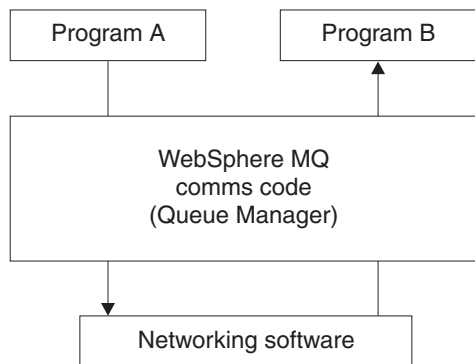 Program A
Program B
WebSphere MQ
comms code
(Queue Manager)
Networking software